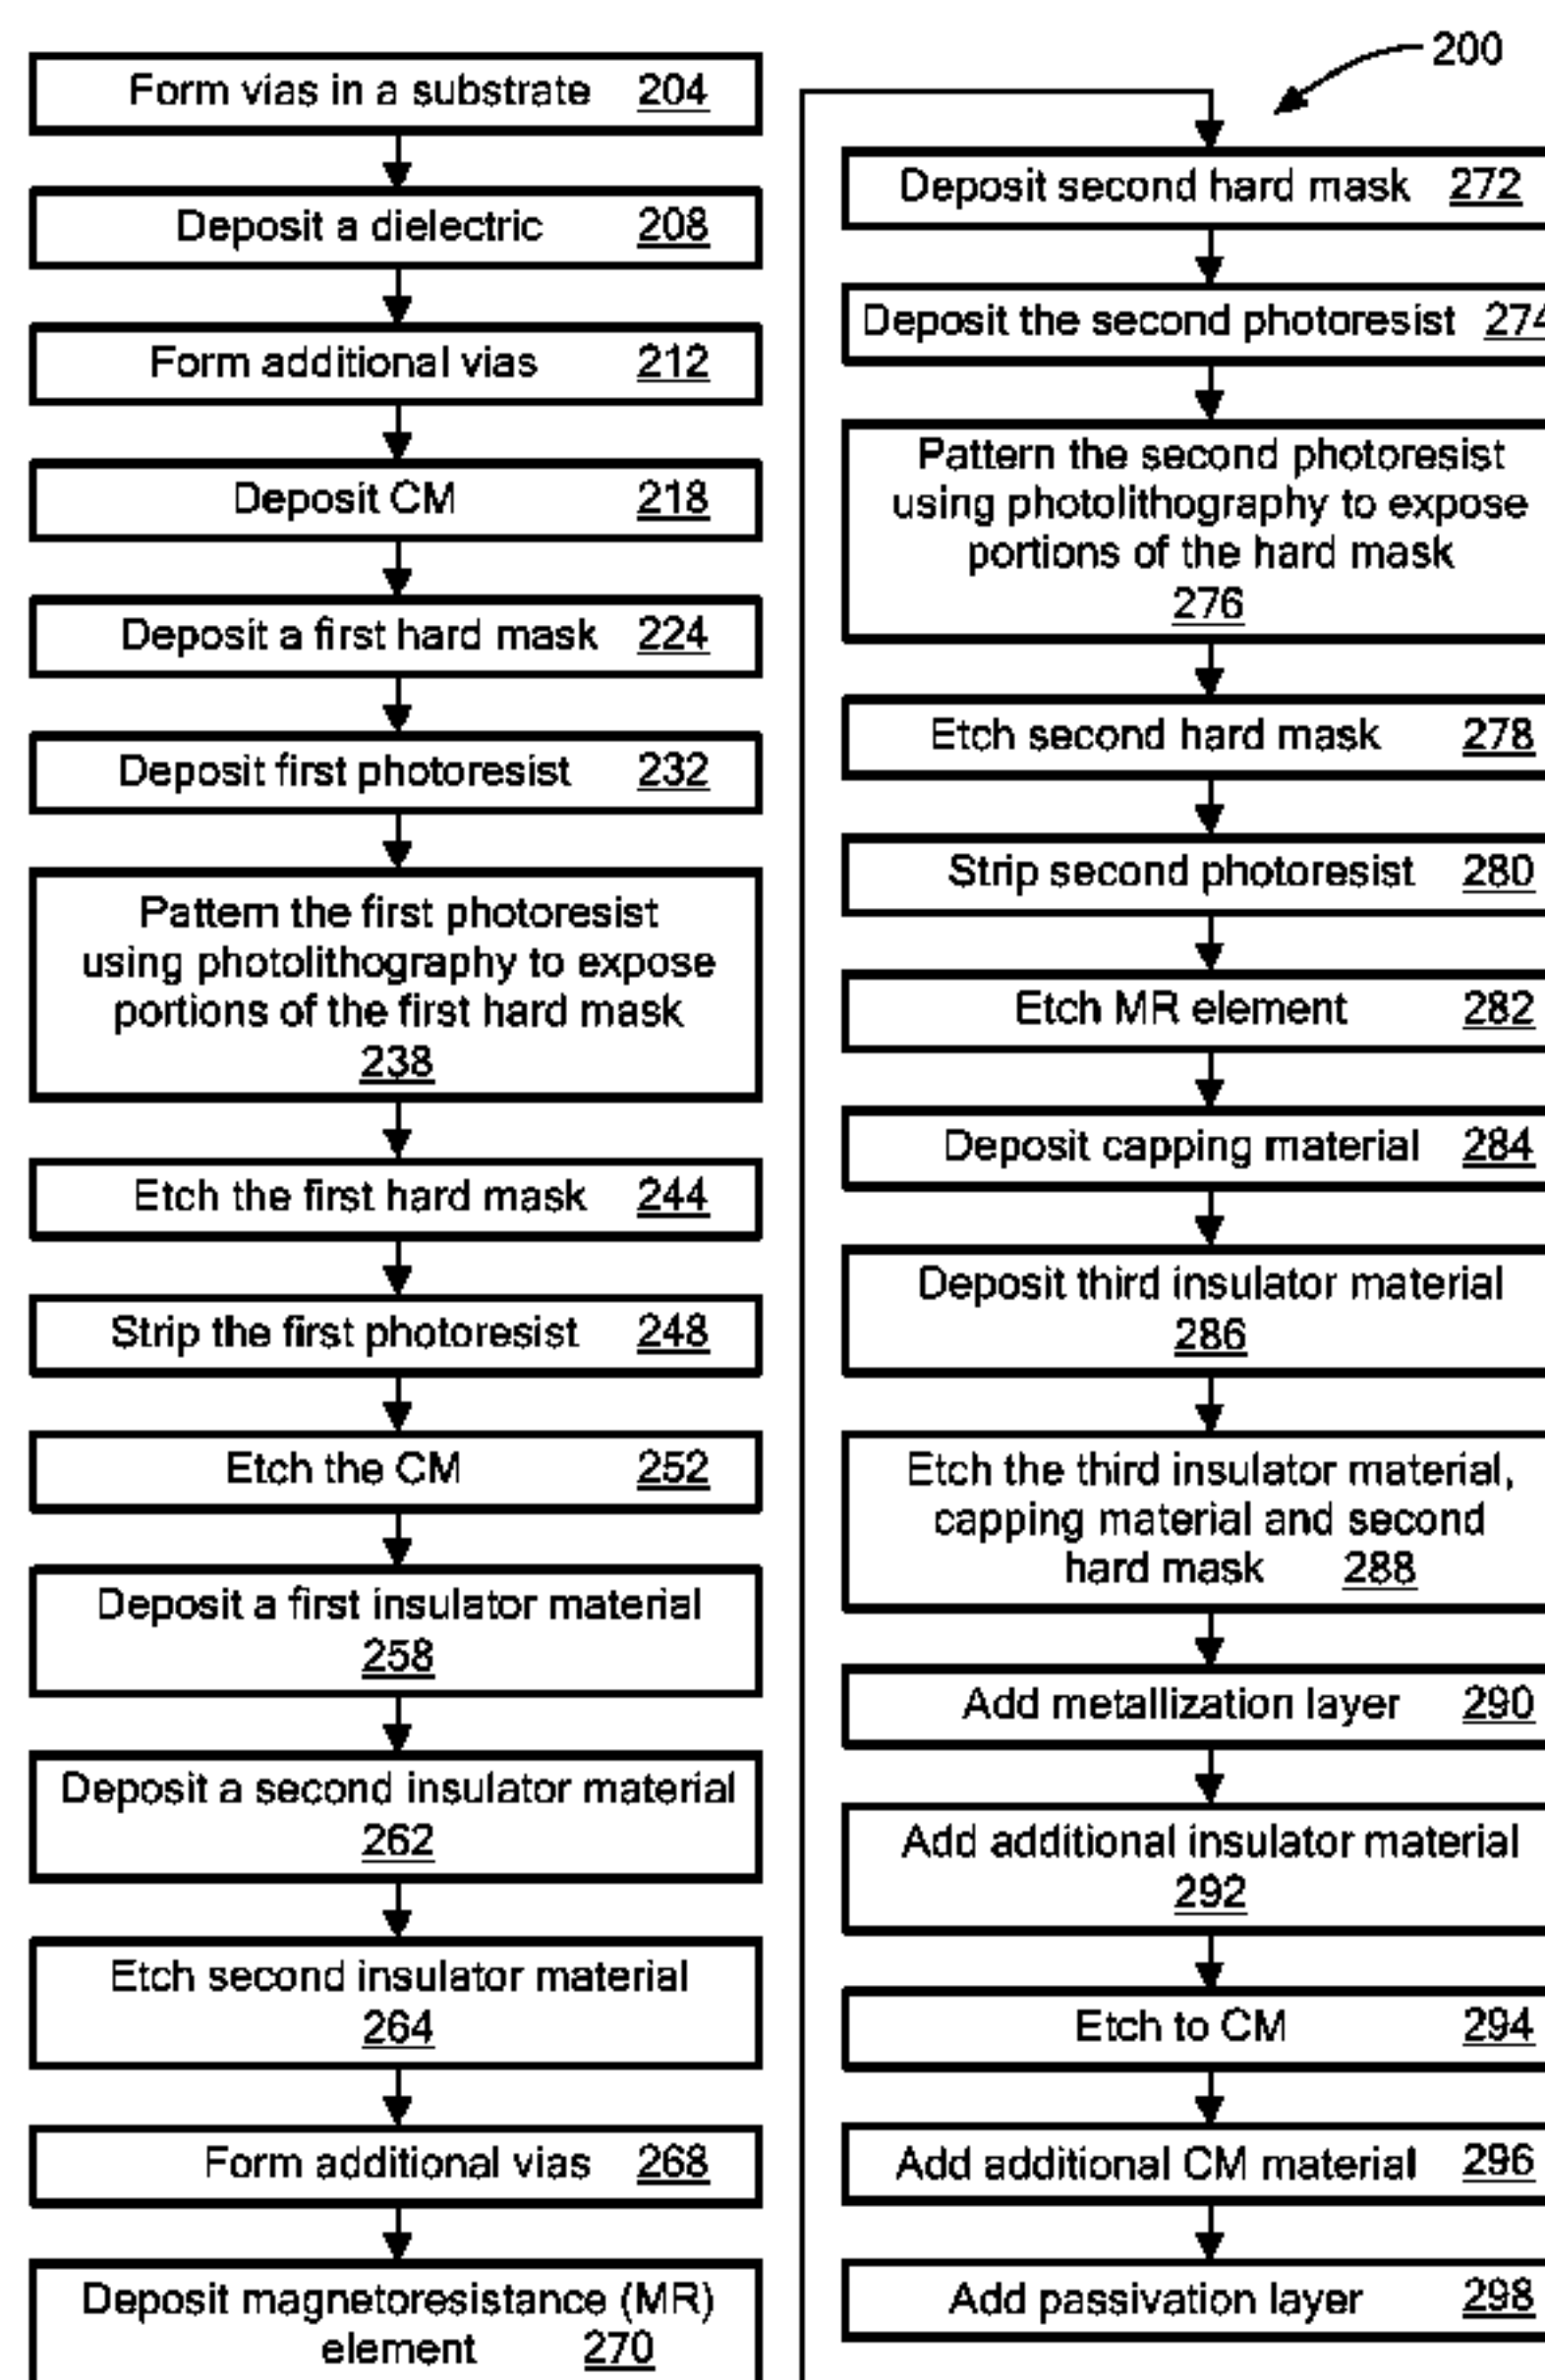 Form vias in a substrate 204
Deposit a dielectric 208
Form additional vias 212
Deposit CM 218
Deposit a first hard mask 224
Deposit first photoresist 232
Pattern the first photoresist
using photolithography to expose
portions of the first hard mask
238
Etch the first hard mask 244
Strip the first photoresist 248
Etch the CM 252
Deposit a first insulator material
258
Deposit a second insulator material
262
Etch second insulator material
264
Form additional vias 268
Deposit magnetoresistance (MR)
element 270
200
Deposit second hard mask 272
Deposit the second photoresist 274
Pattern the second photoresist
using photolithography to expose
portions of the hard mask
276
Etch second hard mask 278
Strip second photoresist 280
Etch MR element 282
Deposit capping material 284
Deposit third insulator material
286
Etch the third insulator material,
capping material and second
hard mask 288
Add metallization layer 290
Add additional insulator material
292
Etch to CM 294
Add additional CM material 296
Add passivation layer 298